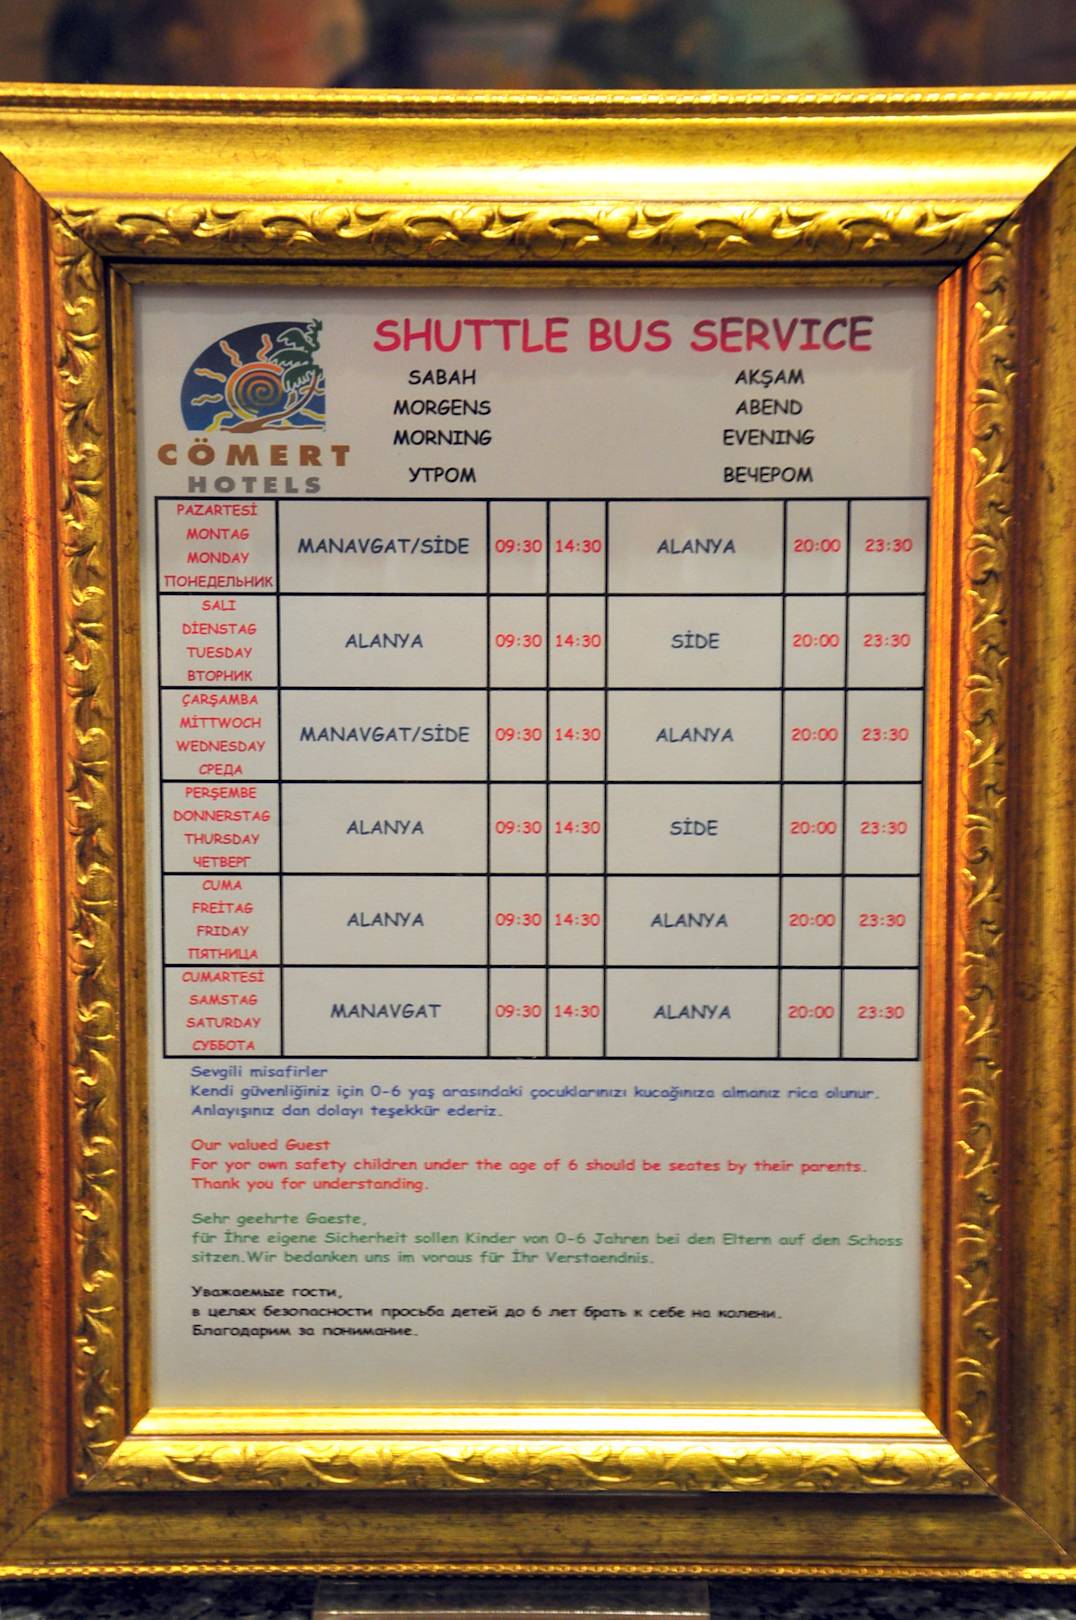 SHUTTLE BUS SERVICE
CÖMERT
HOTELS
SABAH AKŞAM
MORGENS ABEND
MORNING EVENING
УТРОМ ВЕЧЕРОМ
PAZARTESİ
MONTAG
MONDAY
ПОНЕДЕЛЬНИК
MANAVGAT/SİDE 09:30 14:30 ALANYA 20:00 23:30
SALI
DİENSTAG
TUESDAY
ВТОРНИК
ALANYA 09:30 14:30 SİDE 20:00 23:30
ÇARŞAMBA
MİTTWOCH
WEDNESDAY
СРЕДА
MANAVGAT/SİDE 09:30 14:30 ALANYA 20:00 23:30
PERŞEMBE
DONNERSTAG
THURSDAY
ЧЕТВЕРГ
ALANYA 09:30 14:30 SİDE 20:00 23:30
CUMA
FREİTAG
FRIDAY
ПЯТНИЦА
ALANYA 09:30 14:30 ALANYA 20:00 23:30
CUMARTESİ
SAMSTAG
SATURDAY
СУББОТА
MANAVGAT 09:30 14:30 ALANYA 20:00 23:30
Sevgili misafirler
Kendi güvenliğiniz için 0-6 yaş arasındaki çocuklarınızı kucağınıza almanız rica olunur.
Anlayışınız dan dolayı teşekkür ederiz.
Our valued Guest
For yor own safety children under the age of 6 should be seates by their parents.
Thank you for understanding.
Sehr geehrte Gaeste,
für İhre eigene Sicherheit sollen Kinder von 0-6 Jahren bei den Eltern auf den Schoss
sitzen.Wir bedanken uns im voraus für İhr Verstaendnis.
Уважаемые гости,
в целях безопасности просьба детей до 6 лет брать к себе на колени.
Благодарим за понимание.